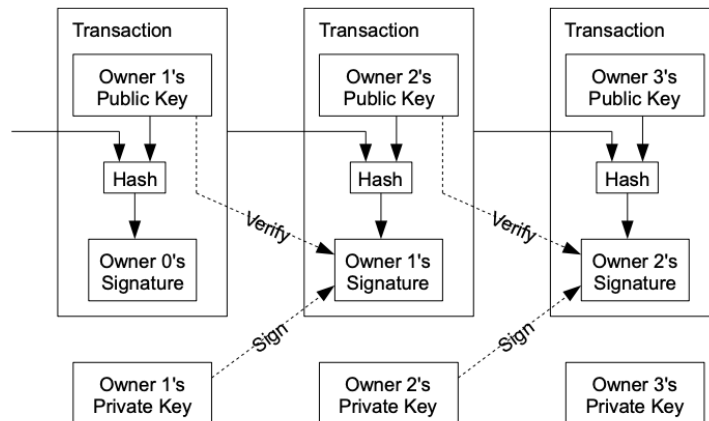 Transaction
Transaction
Transaction
Owner 1's
Public Key
Owner 2's
Public Key
Owner 3's
Public Key
Hash
Hash
Hash
Verify
Verify
Owner 0's
Signature
Owner 1's
Signature
Owner 2's
Signature
Sign
Sign
Owner 1's
Private Key
Owner 2's
Private Key
Owner 3's
Private Key